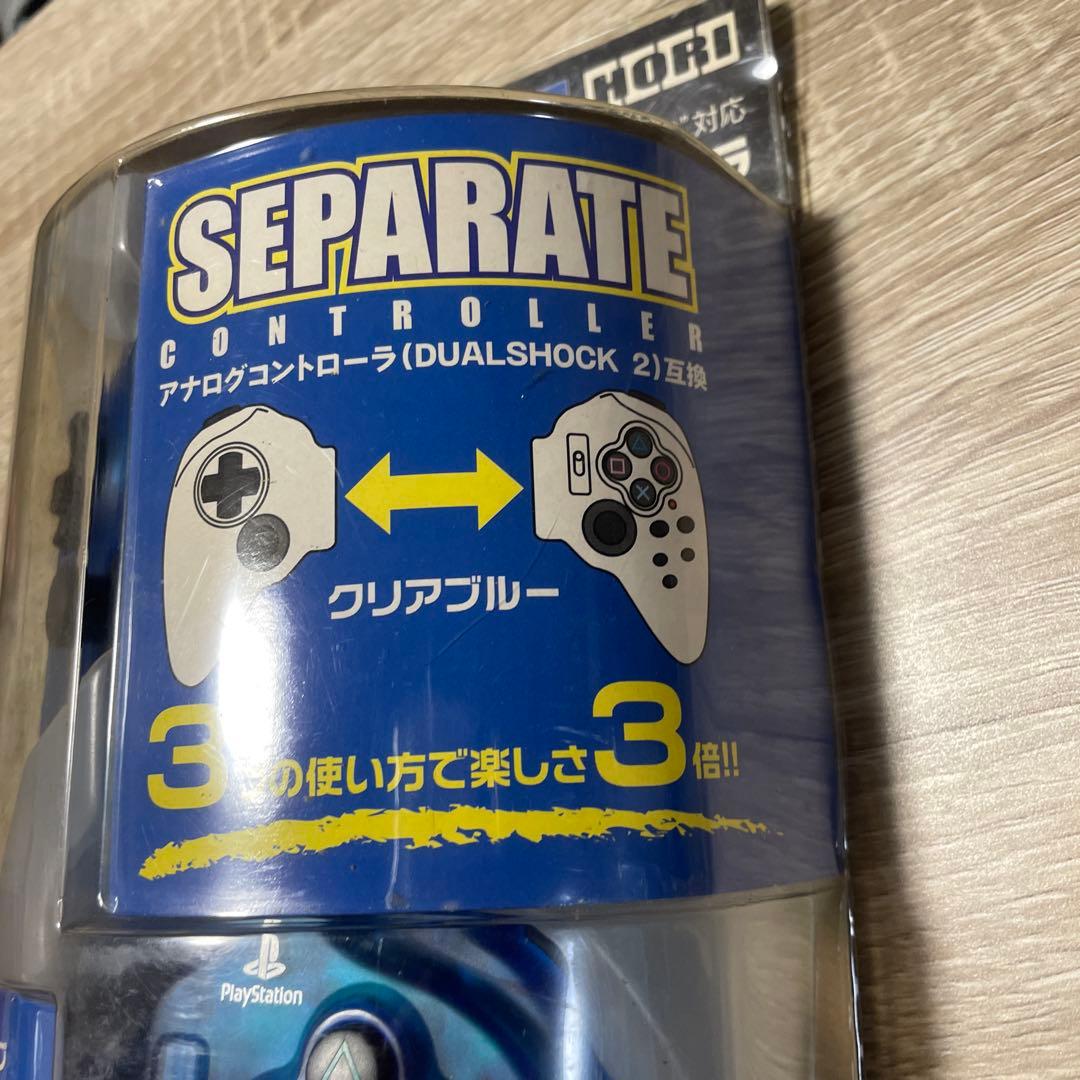 HORI
対応
SEPARATE
CONTROLLER
アナログコントローラ(DUALSHOCK 2)互換
クリアブルー
3の使い方で楽しさ3倍!!
PlayStation